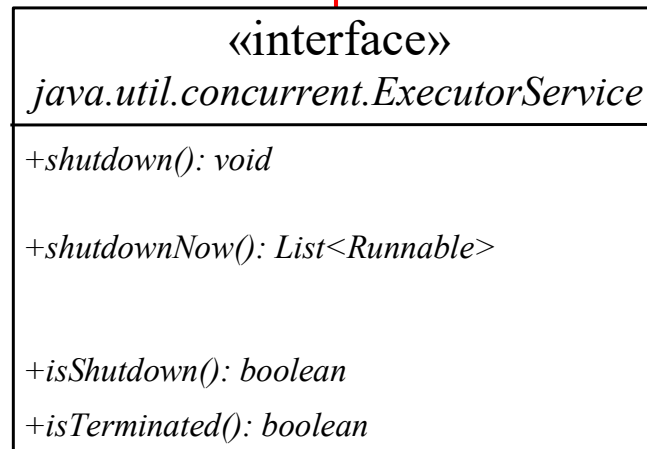 «interface»
java.util.concurrent.ExecutorService
+shutdown(): void
+shutdownNow(): List<Runnable>
+isShutdown(): boolean
+isTerminated(): boolean